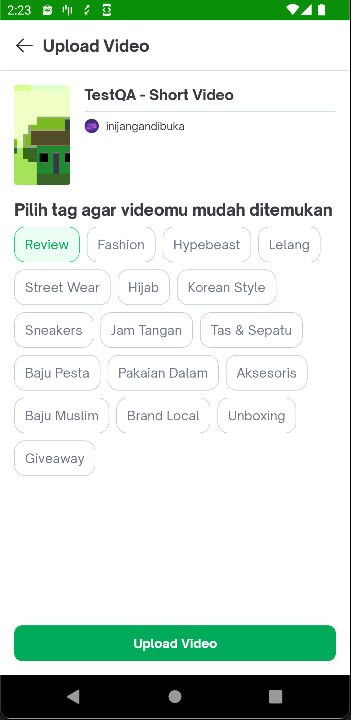 2:23
Upload Video
TestQA - Short Video
inijangandibuka
Pilih tag agar videomu mudah ditemukan
Review Fashion Hypebeast Lelang
Street Wear Hijab Korean Style
Sneakers Jam Tangan Tas & Sepatu
Baju Pesta Pakaian Dalam Aksesoris
Baju Muslim Brand Local Unboxing
Giveaway
Upload Video